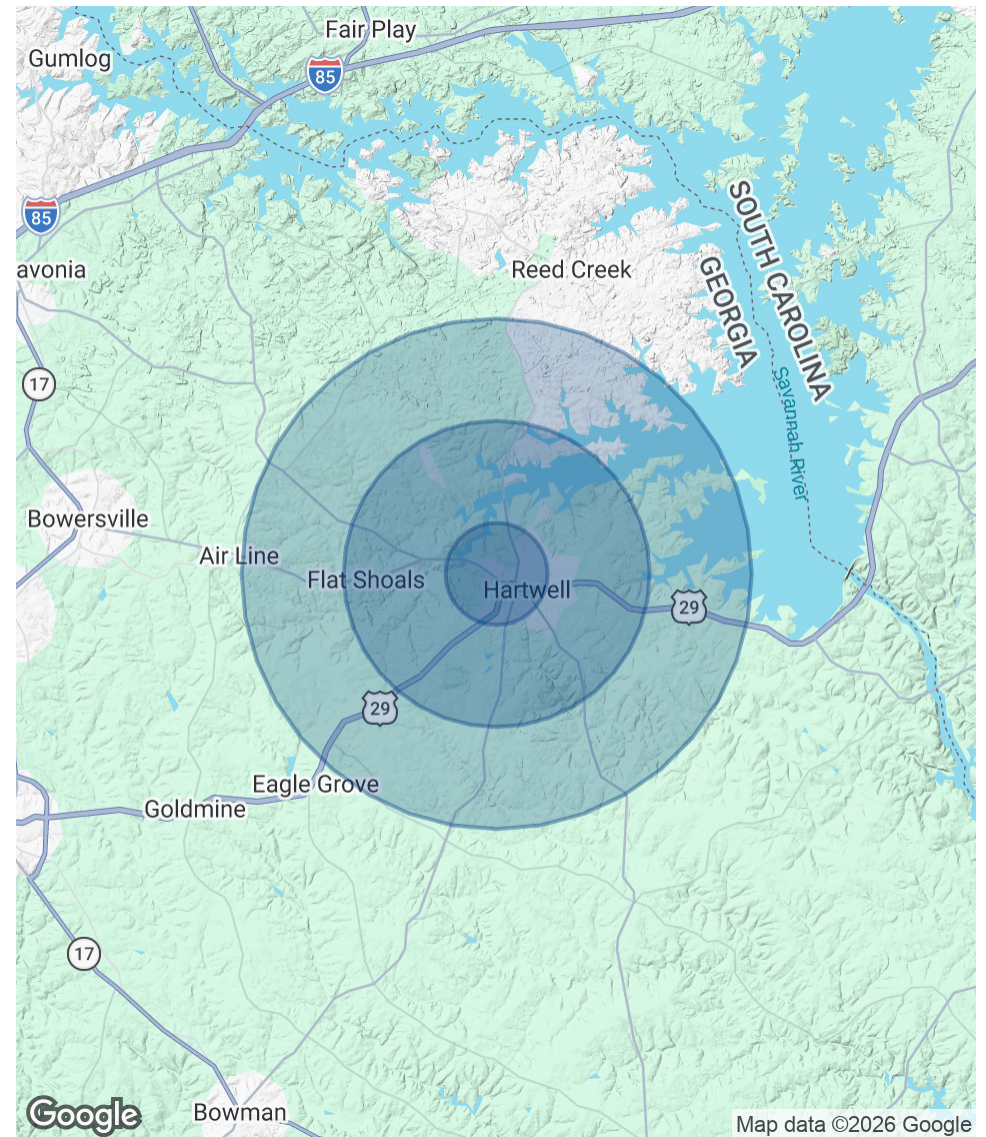 Fair Play
Gumlog
85
85
SOUTH CAROLINA
GEORGIA
Reed Creek
avonia
17
Savannah River
Bowersville
Air Line
Flat Shoals
Hartwell
29
29
Eagle Grove
Goldmine
17
Bowman
Google
Map data ©2026 Google